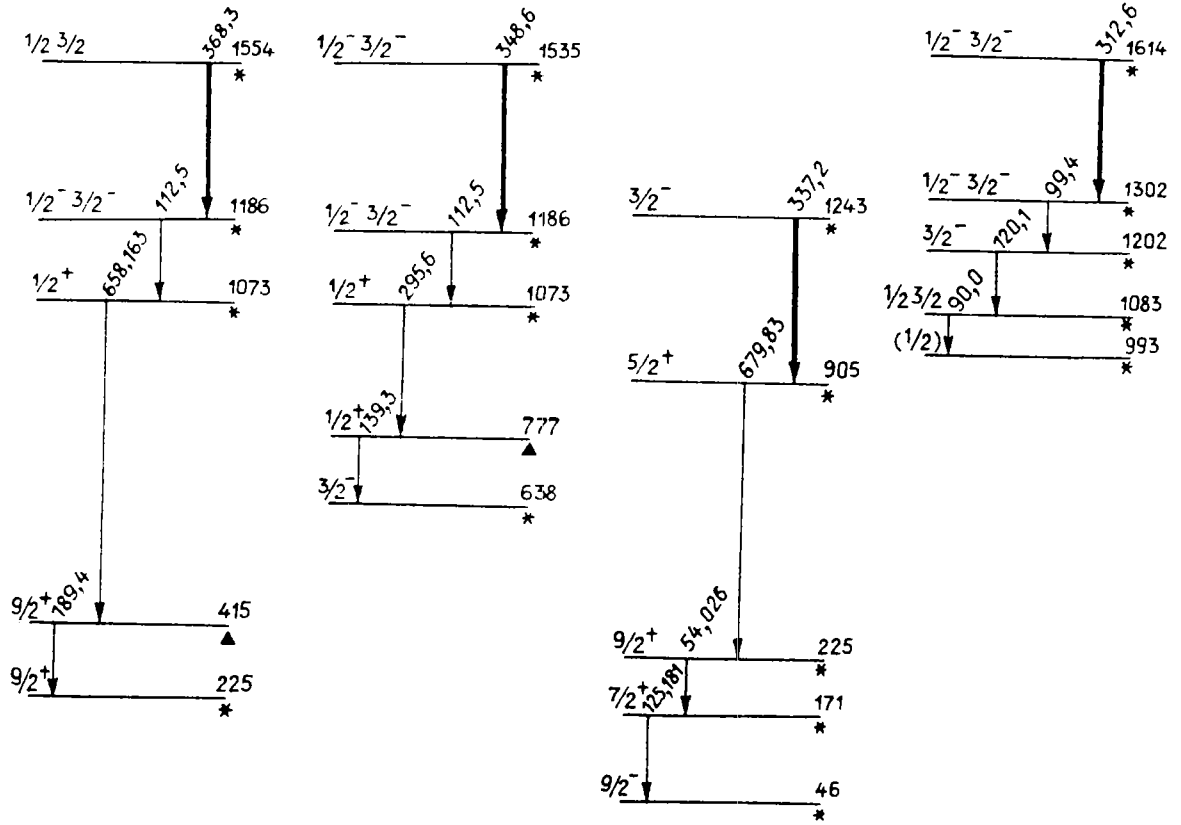 1/2 3/2 368,3 1554
*
1/2⁻ 3/2⁻ 112,5 1186
*
1/2⁺ 658,163 1073
*
9/2⁺ 189,4 415
▲
9/2⁺ 225
*
1/2⁻ 3/2⁻ 348,6 1535
*
1/2⁻ 3/2⁻ 112,5 1186
*
1/2⁺ 295,6 1073
*
1/2⁺ 139,3 777
▲
3/2⁻ 638
*
3/2⁻ 337,2 1243
*
5/2⁺ 679,83 905
*
9/2⁺ 54,026 225
*
7/2⁺ 125,181 171
*
9/2⁻ 46
*
1/2⁻ 3/2⁻ 312,6 1614
*
1/2⁻ 3/2⁻ 99,4 1302
*
3/2⁻ 120,1 1202
*
1/2 3/2 90,0 1083
*
(1/2) 993
*